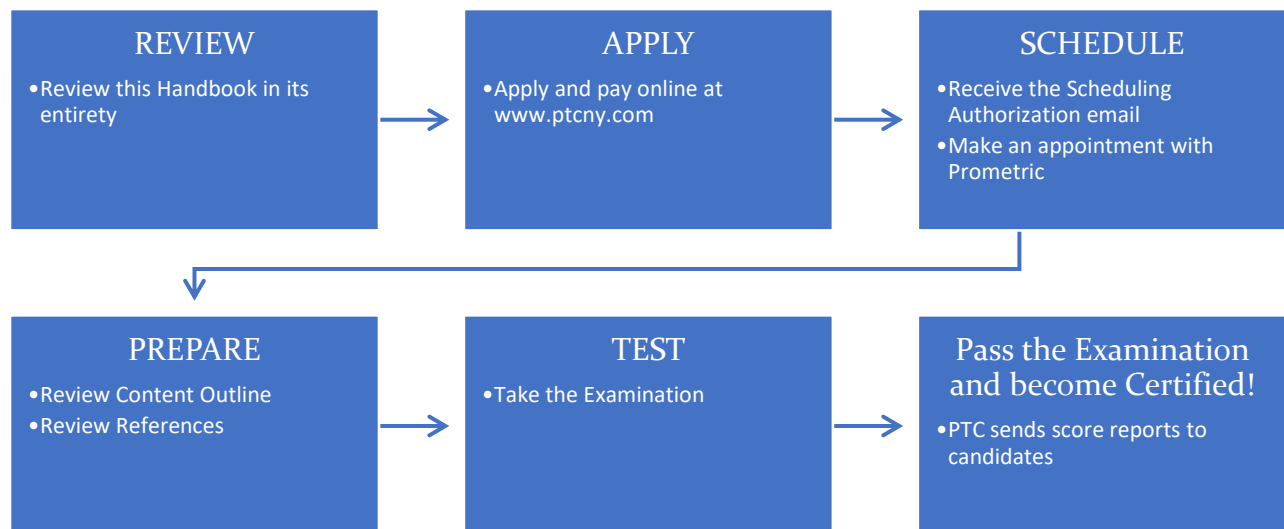 REVIEW
•Review this Handbook in its
entirety
APPLY
•Apply and pay online at
www.ptcny.com
SCHEDULE
•Receive the Scheduling
Authorization email
•Make an appointment with
Prometric
PREPARE
•Review Content Outline
•Review References
TEST
•Take the Examination
Pass the Examination
and become Certified!
•PTC sends score reports to
candidates